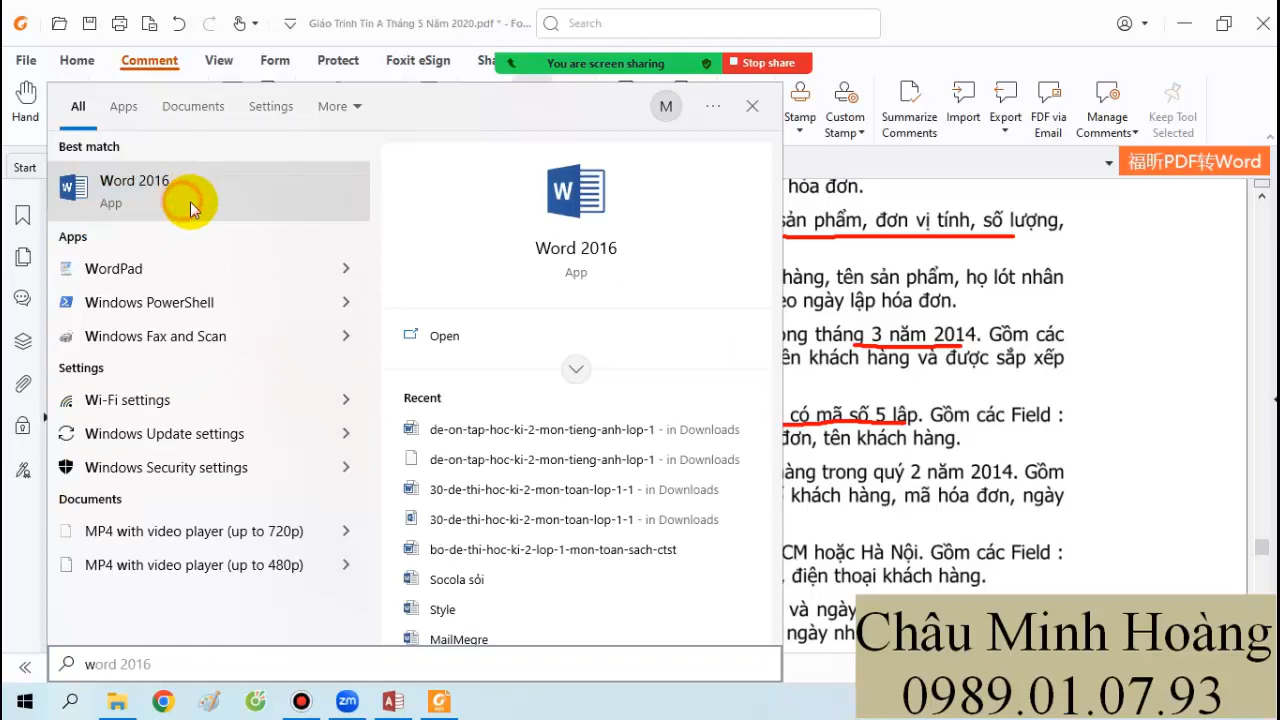 Giáo Trình Tin A Tháng 5 Năm 2020.pdf * - Fo...
Search
File Home Comment View Form Protect Foxit eSign
You are screen sharing
Stop share
Hand
Stamp
Custom Stamp
Summarize Comments
Import
Export
FDF via Email
Manage Comments
Keep Tool Selected
All Apps Documents Settings More
M
Start
福昕PDF转Word
Best match
Word 2016
App
Apps
WordPad
Windows PowerShell
Windows Fax and Scan
Settings
Wi-Fi settings
Windows Update settings
Windows Security settings
Documents
MP4 with video player (up to 720p)
MP4 with video player (up to 480p)
word 2016
Word 2016
App
Open
Recent
de-on-tap-hoc-ki-2-mon-tieng-anh-lop-1 - in Downloads
de-on-tap-hoc-ki-2-mon-tieng-anh-lop-1 - in Downloads
30-de-thi-hoc-ki-2-mon-toan-lop-1-1 - in Downloads
30-de-thi-hoc-ki-2-mon-toan-lop-1-1 - in Downloads
bo-de-thi-hoc-ki-2-lop-1-mon-toan-sach-ctst
Socola sỏi
Style
MailMegre
hóa đơn.
sản phẩm, đơn vị tính, số lượng,
hàng, tên sản phẩm, họ lót nhân
ngày lập hóa đơn.
tháng 3 năm 2014. Gồm các
khách hàng và được sắp xếp
có mã số 5 lập. Gồm các Field :
đơn, tên khách hàng.
hàng trong quý 2 năm 2014. Gồm
khách hàng, mã hóa đơn, ngày
hoặc Hà Nội. Gồm các Field :
điện thoại khách hàng.
và ngày
ngày
Châu Minh Hoàng
0989.01.07.93